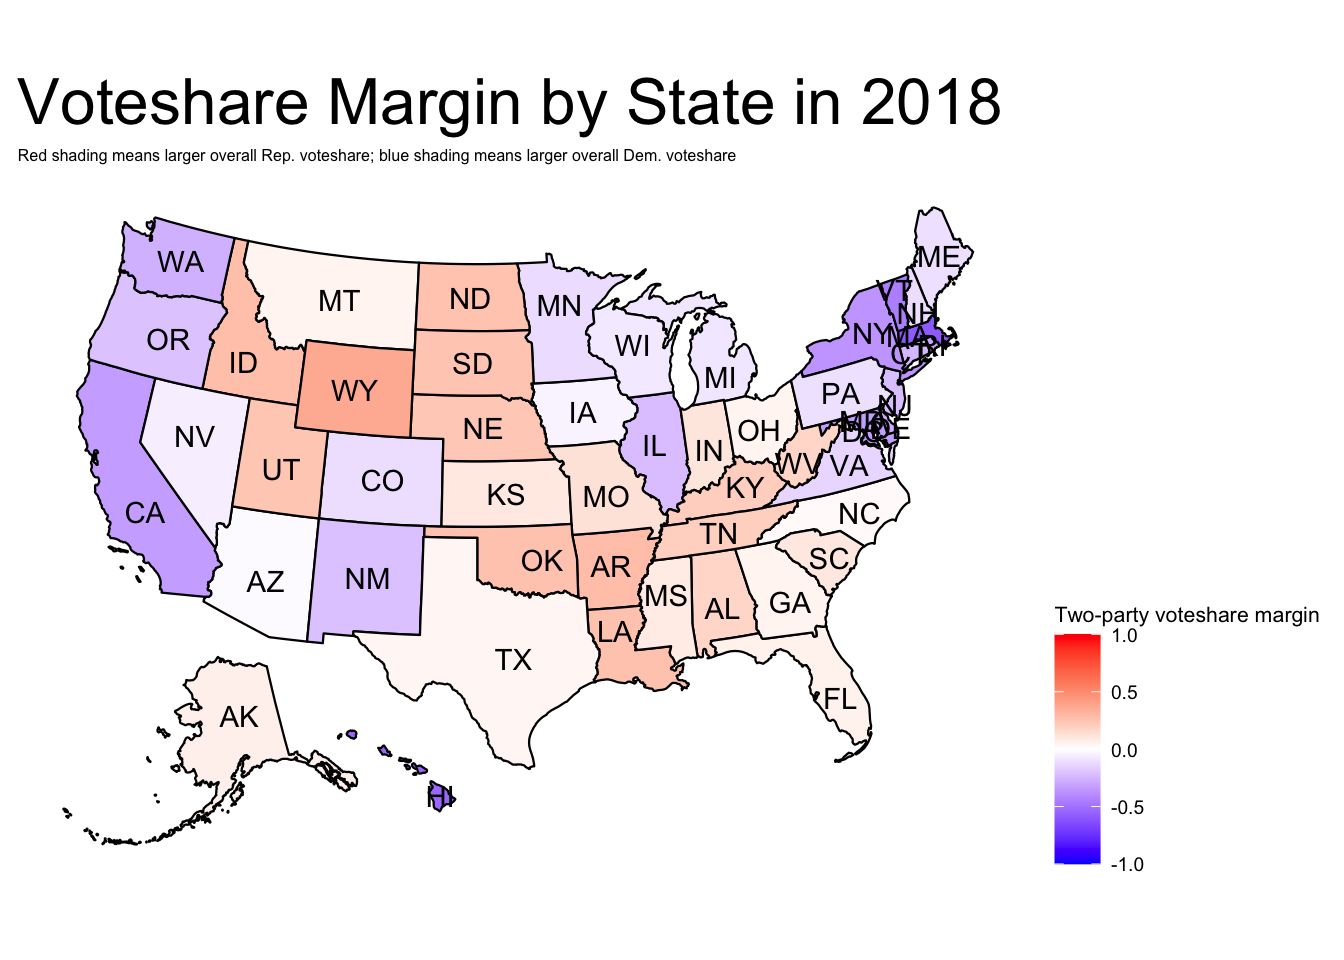 Voteshare Margin by State in 2018
Red shading means larger overall Rep. voteshare; blue shading means larger overall Dem. voteshare
WA
MT
ND
MN
ME
VT
NH
OR
ID
WY
SD
WI
MI
NY
MA
RI
CT
NV
UT
CO
NE
IA
IL
IN
OH
PA
NJ
MD
DE
DC
WV
VA
CA
KS
MO
KY
NC
TN
AZ
NM
OK
AR
SC
MS
AL
GA
LA
TX
FL
AK
HI
Two-party voteshare margin
1.0
0.5
0.0
-0.5
-1.0